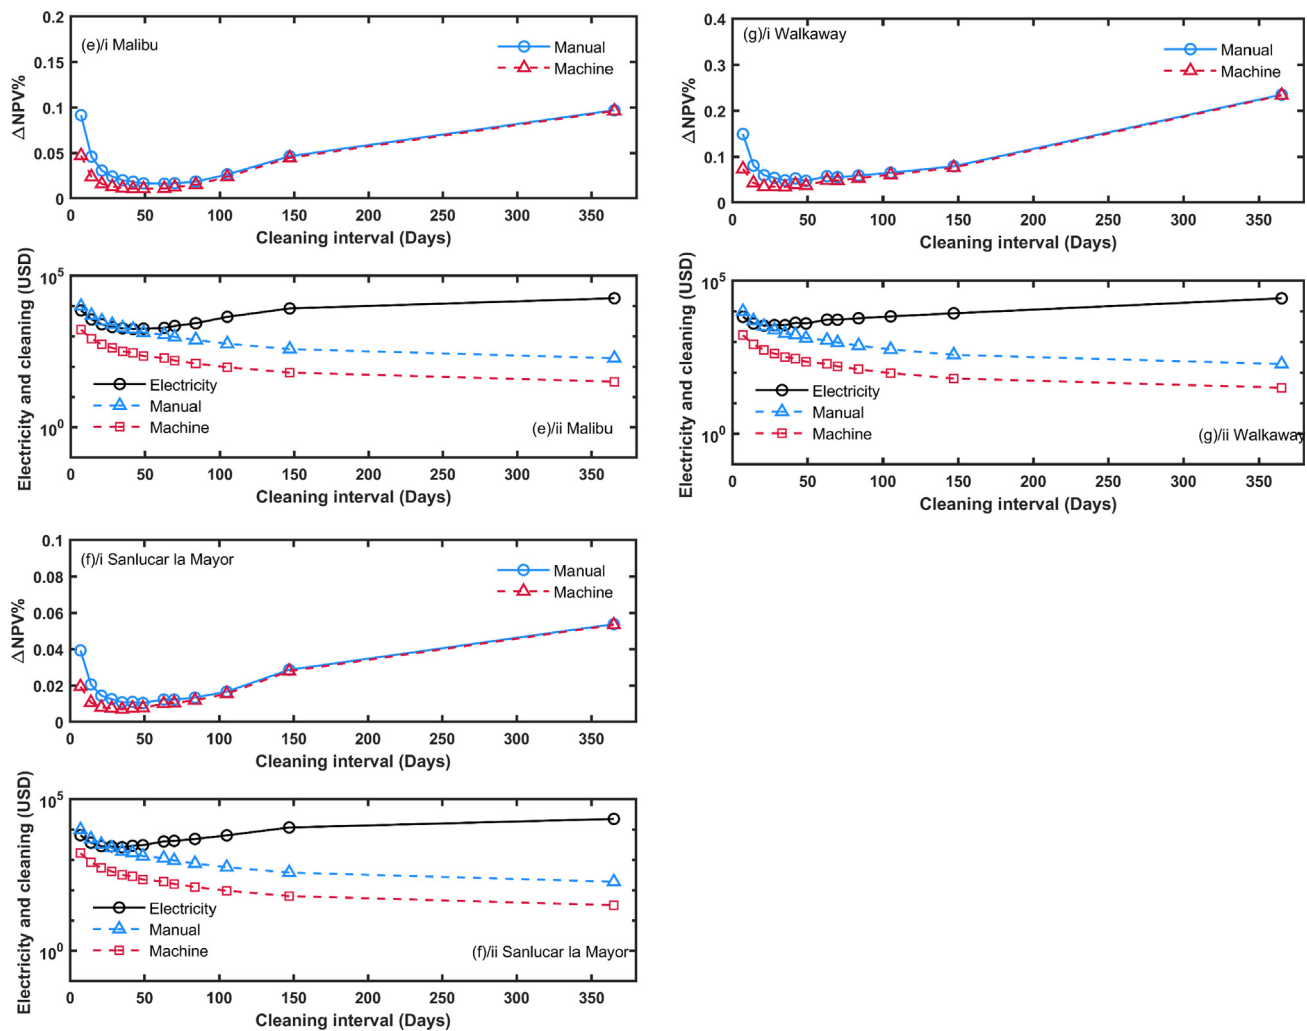 (e)/i Malibu
Manual
Machine
△NPV%
0.2
0.15
0.1
0.05
0
0 50 100 150 200 250 300 350
Cleaning interval (Days)
Electricity and cleaning (USD)
10^5
10^0
Electricity
Manual
Machine
(e)/ii Malibu
0 50 100 150 200 250 300 350
Cleaning interval (Days)
(f)/i Sanlucar la Mayor
Manual
Machine
△NPV%
0.1
0.08
0.06
0.04
0.02
0
0 50 100 150 200 250 300 350
Cleaning interval (Days)
Electricity and cleaning (USD)
10^5
10^0
Electricity
Manual
Machine
(f)/ii Sanlucar la Mayor
0 50 100 150 200 250 300 350
Cleaning interval (Days)
(g)/i Walkaway
Manual
Machine
△NPV%
0.4
0.3
0.2
0.1
0
0 50 100 150 200 250 300 350
Cleaning interval (Days)
Electricity and cleaning (USD)
10^5
10^0
Electricity
Manual
Machine
(g)/ii Walkaway
0 50 100 150 200 250 300 350
Cleaning interval (Days)